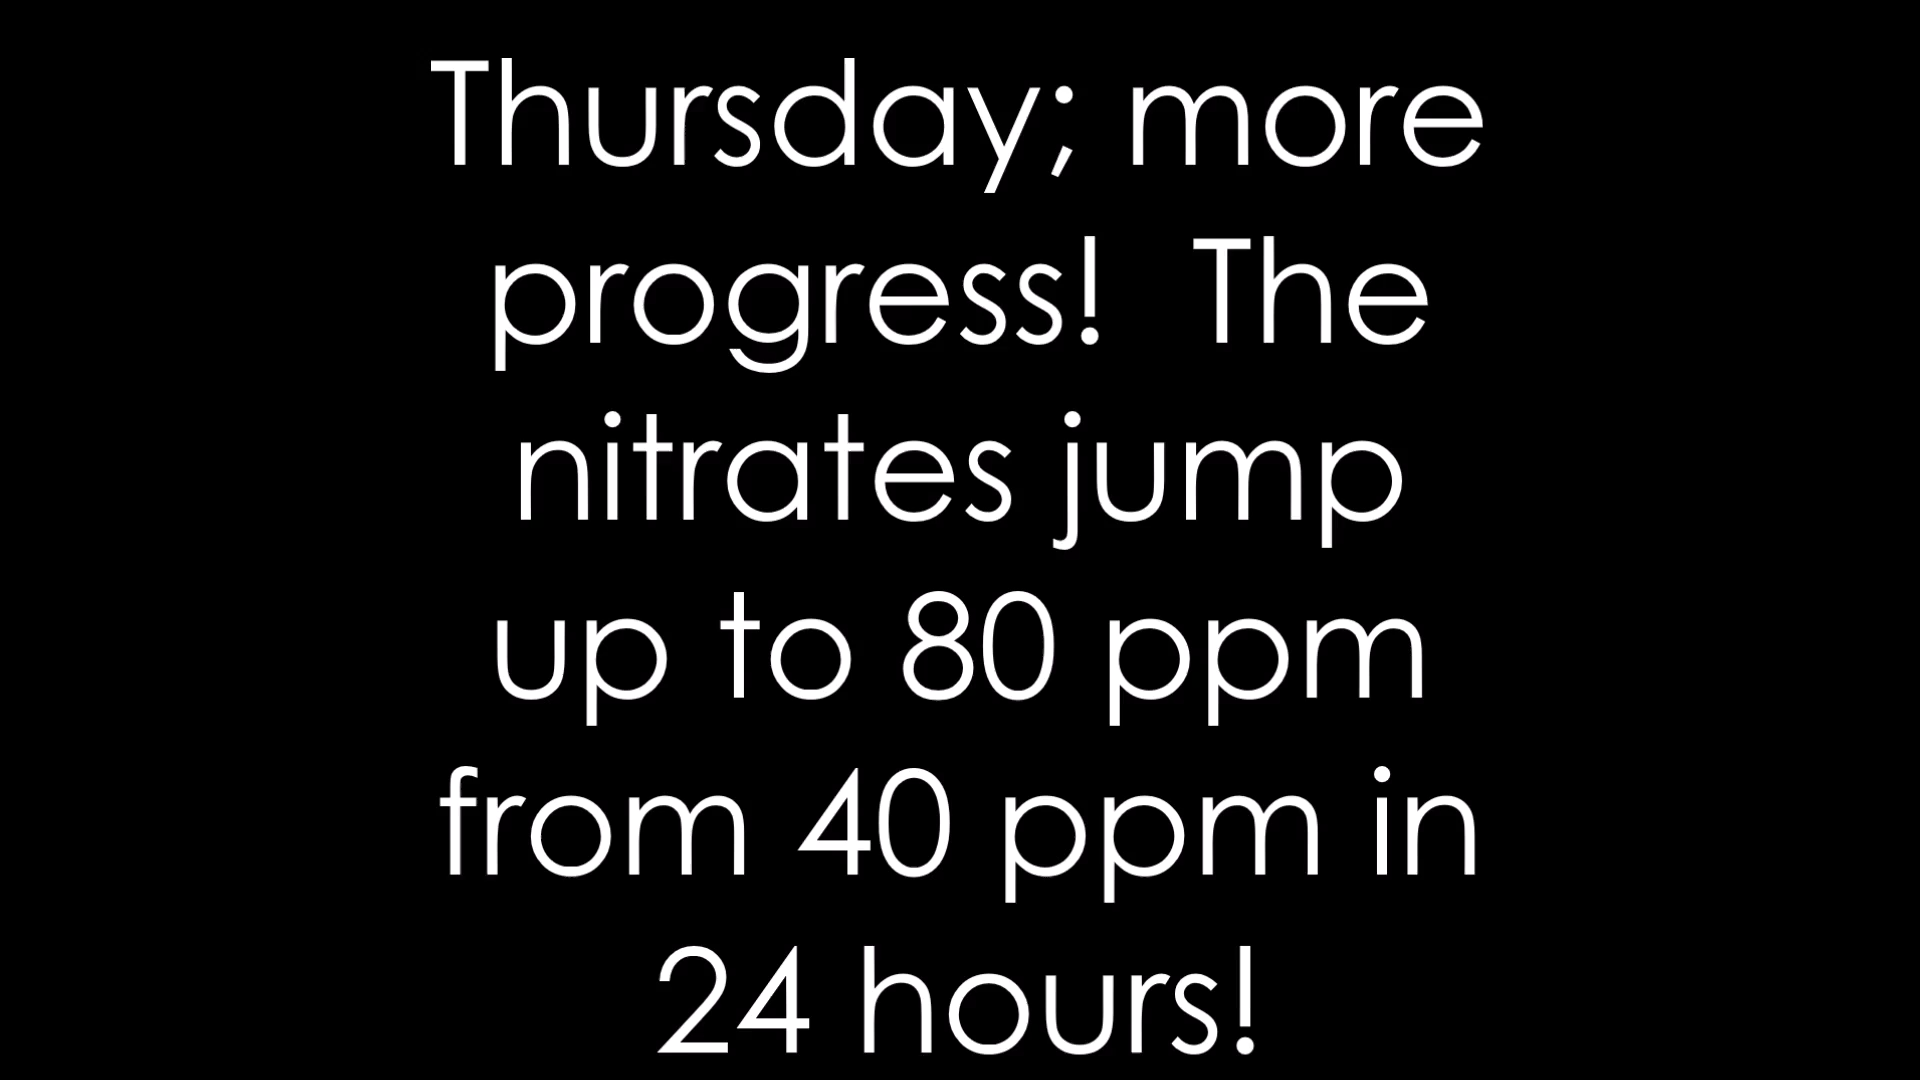 Thursday; more
progress!  The
nitrates jump
up to 80 ppm
from 40 ppm in
24 hours!